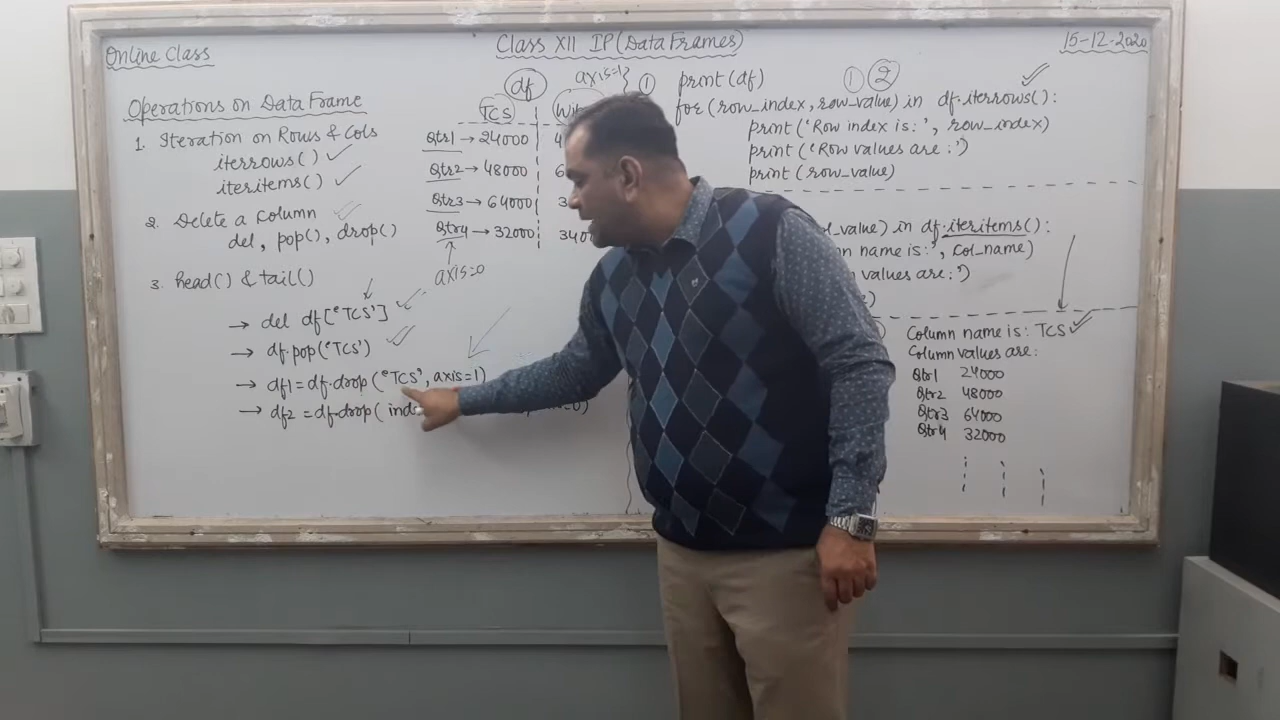 Online Class
Class XII IP (Data Frames)
15-12-2020
Operations on Data Frame
1. Iteration on Rows & Cols
iterrows()
iteritems()
2. Delete a Column
del, pop(), drop()
3. head() & tail()
→ del df['TCS']
→ df.pop('TCS')
→ df1=df.drop('TCS', axis=1)
→ df2 =df.drop( ind
df
axis=1
TCS
Qtr1 → 24000
Qtr2 → 48000
Qtr3 → 64000
Qtr4 → 32000
axis=0
① print(df)
① ②
for (row_index, row_value) in df.iterrows():
print('Row index is:', row_index)
print('Row values are:')
print(row_value)
_value) in df.iteritems():
name is:', col_name)
values are:')
Column name is: TCS
Column values are:
Qtr1 24000
Qtr2 48000
Qtr3 64000
Qtr4 32000